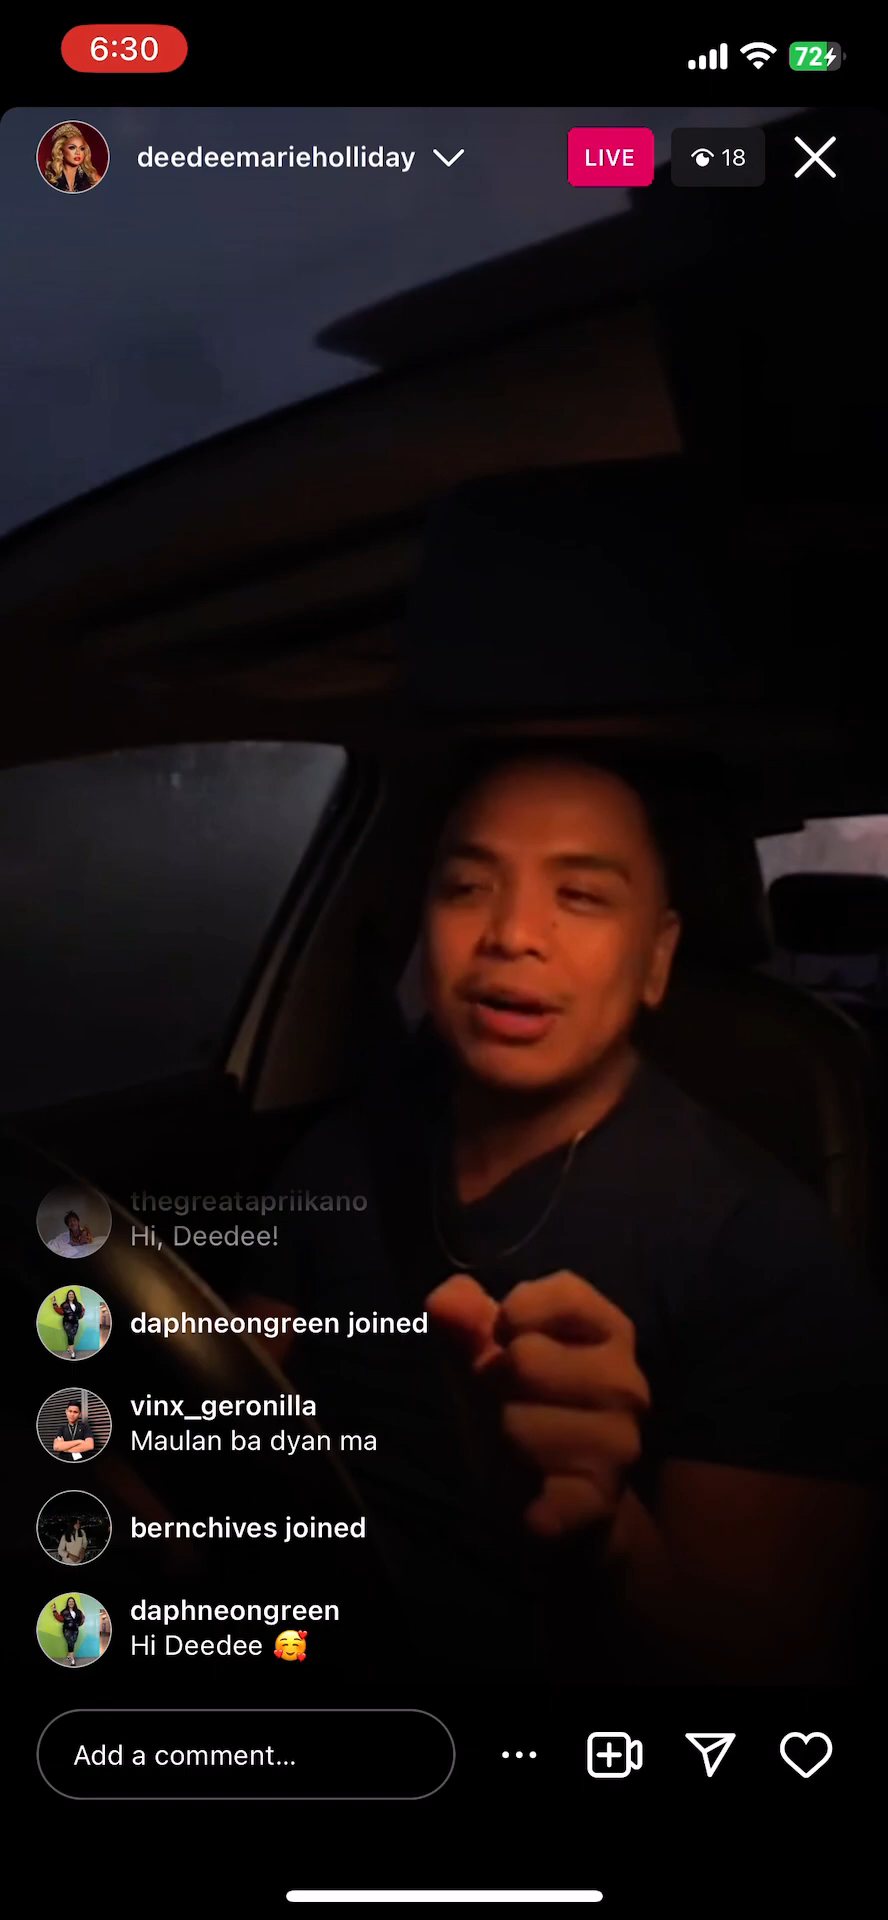 6:30
72
deedeemarieholliday
LIVE
18
thegreatapriikano
Hi, Deedee!
daphneongreen joined
vinx_geronilla
Maulan ba dyan ma
bernchives joined
daphneongreen
Hi Deedee 🥰
Add a comment...